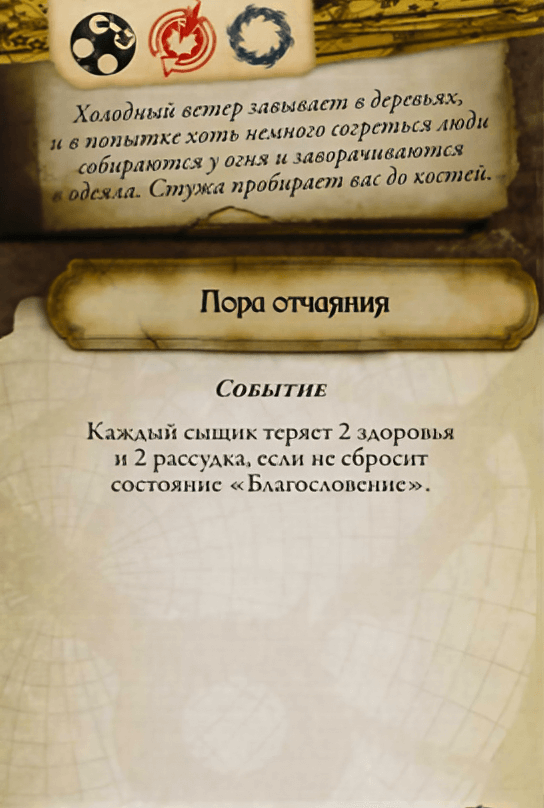 Холодный ветер завывает в деревьях,
и в попытке хоть немного согреться люди
собираются у огня и заворачиваются
в одеяла. Стужа пробирает вас до костей.
Пора отчаяния
Событие
Каждый сыщик теряет 2 здоровья
и 2 рассудка, если не сбросит
состояние «Благословение».